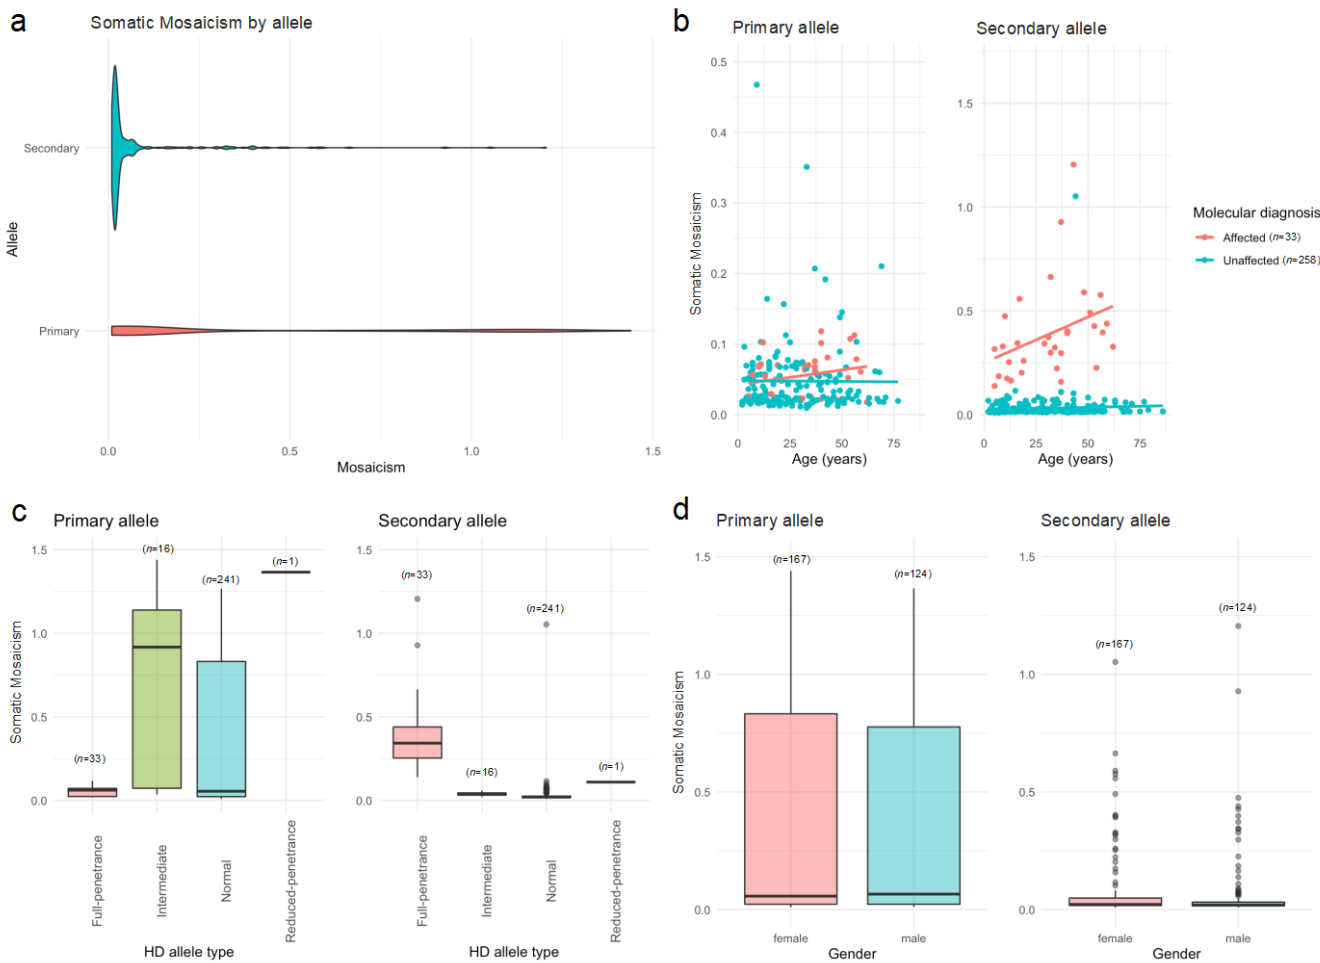 a
Somatic Mosaicism by allele
Allele
Secondary
Primary
0.0
0.5
1.0
1.5
Mosaicism
b
Primary allele
Secondary allele
Somatic Mosaicism
0.5
0.4
0.3
0.2
0.1
0.0
0
25
50
75
Age (years)
1.5
1.0
0.5
0.0
0
25
50
75
Age (years)
Molecular diagnosis
Affected (n=33)
Unaffected (n=258)
c
Primary allele
Secondary allele
Somatic Mosaicism
1.5
1.0
0.5
0.0
(n=33)
(n=16)
(n=241)
(n=1)
Full-penetrance
Intermediate
Normal
Reduced-penetrance
HD allele type
1.5
1.0
0.5
0.0
(n=33)
(n=16)
(n=241)
(n=1)
Full-penetrance
Intermediate
Normal
Reduced-penetrance
HD allele type
d
Primary allele
Secondary allele
Somatic Mosaicism
1.5
1.0
0.5
0.0
(n=167)
(n=124)
female
male
Gender
1.5
1.0
0.5
0.0
(n=167)
(n=124)
female
male
Gender